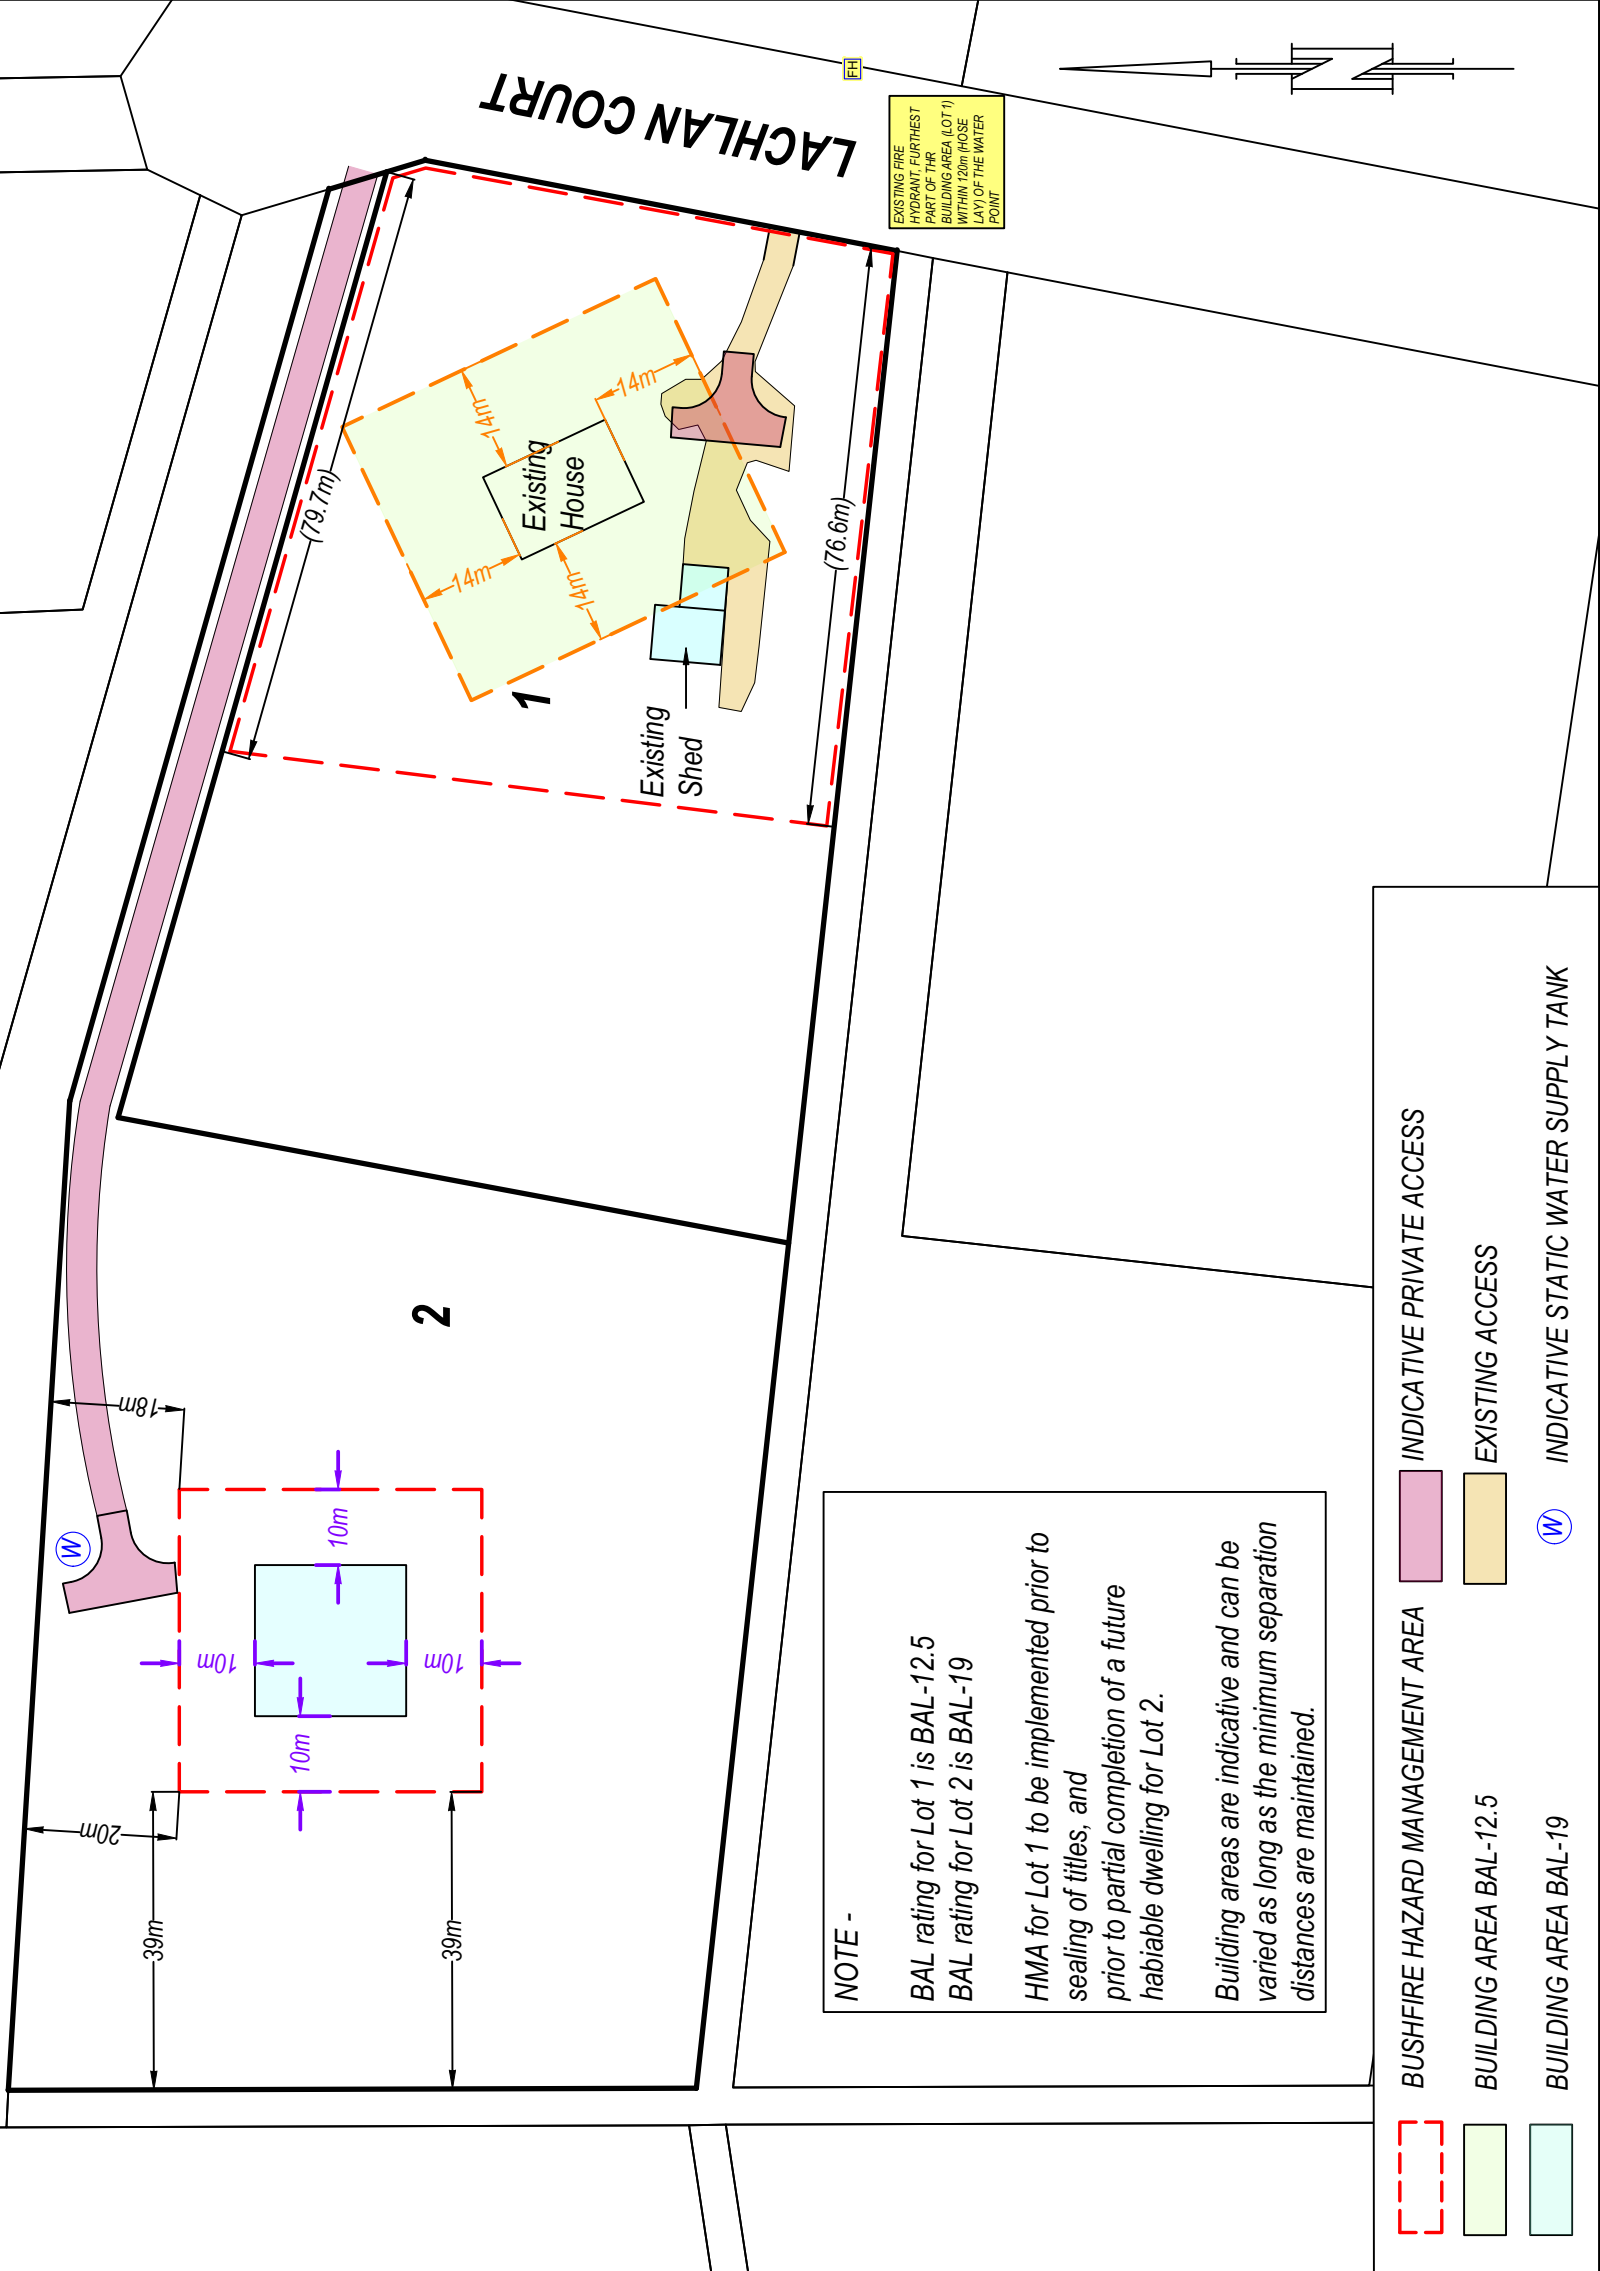 LACHLAN COURT
FH
EXISTING FIRE
HYDRANT, FURTHEST
PART OF THR
BUILDING AREA (LOT 1)
WITHIN 120m (HOSE
LAY) OF THE WATER
POINT
N
(79.7m)
14m
14m
14m
14m
Existing
House
(76.6m)
1
Existing
Shed
2
18m
W
10m
10m
10m
10m
20m
39m
39m
NOTE -
BAL rating for Lot 1 is BAL-12.5
BAL rating for Lot 2 is BAL-19
HMA for Lot 1 to be implemented prior to
sealing of titles, and
prior to partial completion of a future
habiable dwelling for Lot 2.
Building areas are indicative and can be
varied as long as the minimum separation
distances are maintained.
BUSHFIRE HAZARD MANAGEMENT AREA
INDICATIVE PRIVATE ACCESS
BUILDING AREA BAL-12.5
EXISTING ACCESS
BUILDING AREA BAL-19
W
INDICATIVE STATIC WATER SUPPLY TANK